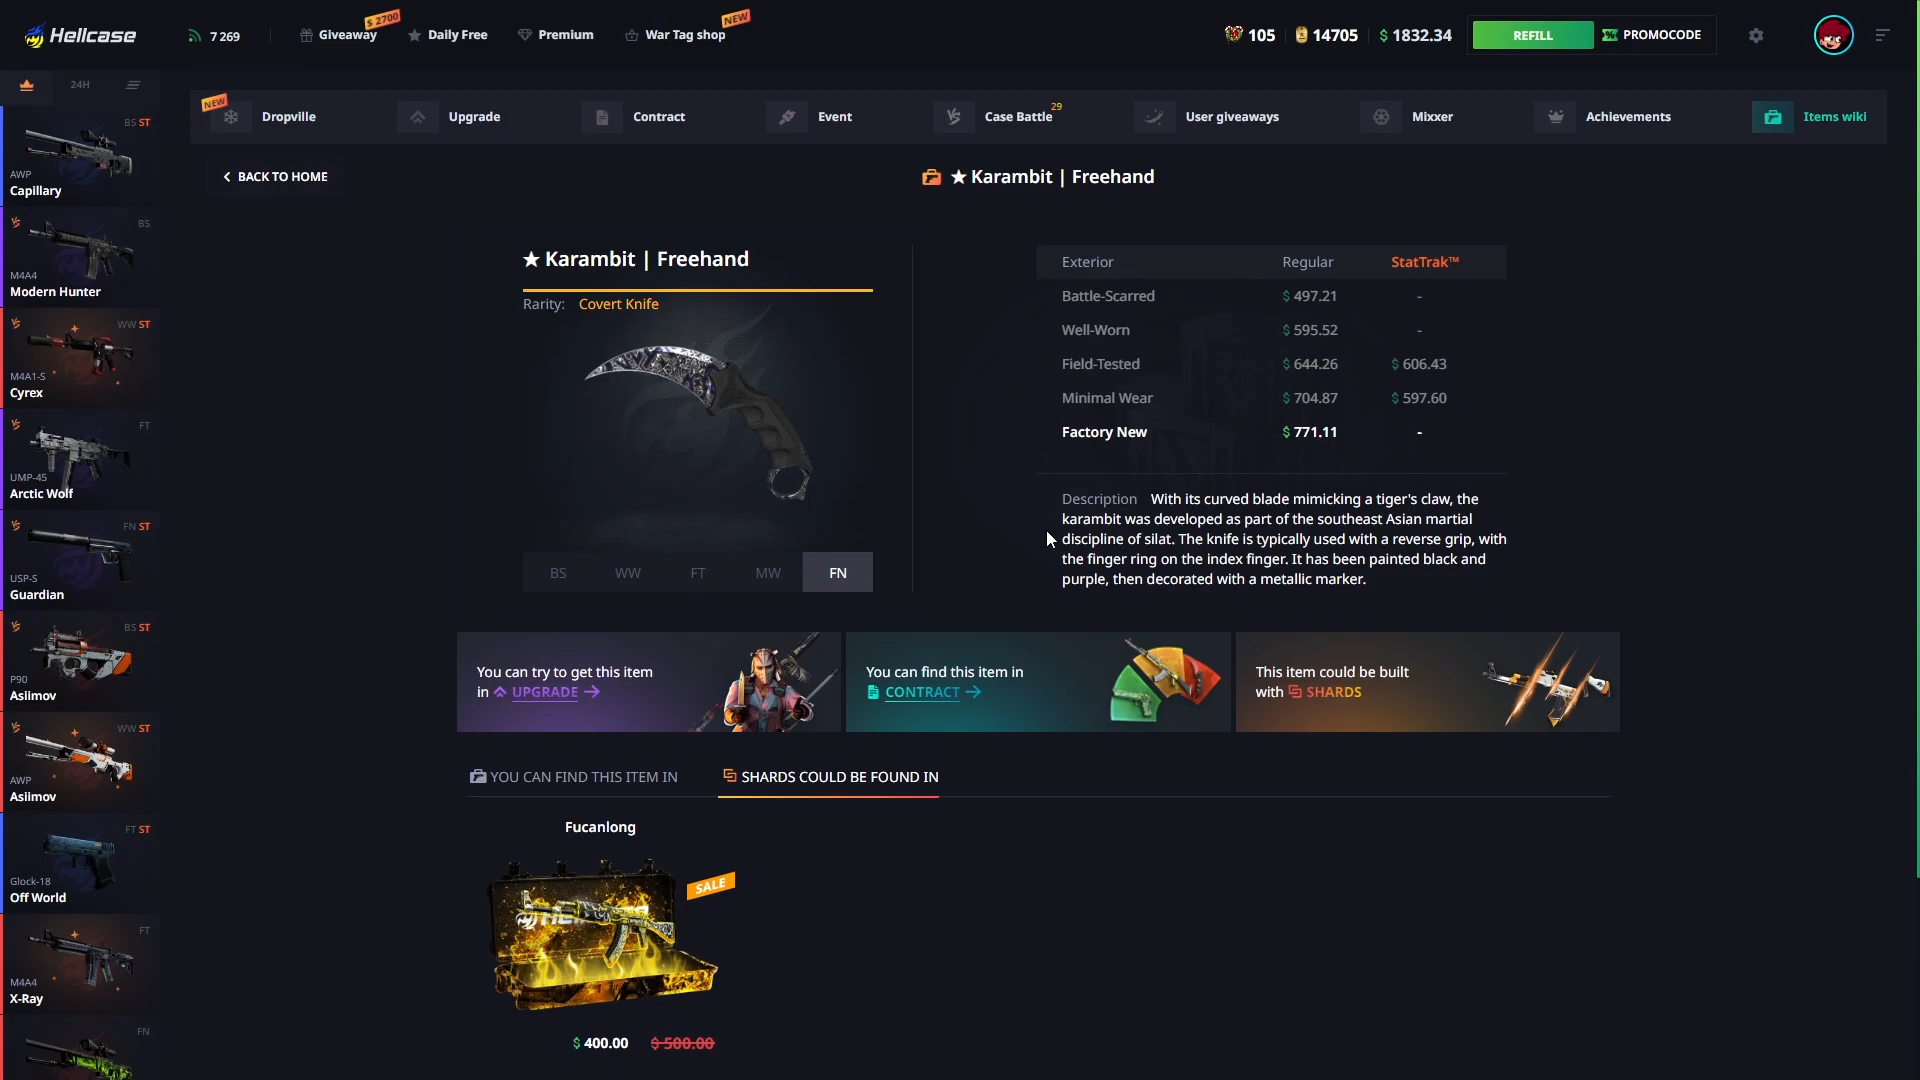 Hellcase
7 269
Giveaway
$ 2700
Daily Free
Premium
War Tag shop
NEW
105
14705
$ 1832.34
REFILL
PROMOCODE
24H
NEW
Dropville
Upgrade
Contract
Event
Case Battle
29
User giveaways
Mixxer
Achievements
Items wiki
BACK TO HOME
★ Karambit | Freehand
BS ST
AWP
Capillary
BS
M4A4
Modern Hunter
WW ST
M4A1-S
Cyrex
FT
UMP-45
Arctic Wolf
FN ST
USP-S
Guardian
BS ST
P90
Asiimov
WW ST
AWP
Asiimov
FT ST
Glock-18
Off World
FT
M4A4
X-Ray
FN
★ Karambit | Freehand
Rarity: Covert Knife
BS WW FT MW FN
Exterior Regular StatTrak™
Battle-Scarred $ 497.21 -
Well-Worn $ 595.52 -
Field-Tested $ 644.26 $ 606.43
Minimal Wear $ 704.87 $ 597.60
Factory New $ 771.11 -
Description With its curved blade mimicking a tiger's claw, the
karambit was developed as part of the southeast Asian martial
discipline of silat. The knife is typically used with a reverse grip, with
the finger ring on the index finger. It has been painted black and
purple, then decorated with a metallic marker.
You can try to get this item
in UPGRADE →
You can find this item in
CONTRACT →
This item could be built
with SHARDS
YOU CAN FIND THIS ITEM IN
SHARDS COULD BE FOUND IN
Fucanlong
SALE
$ 400.00 $ 500.00